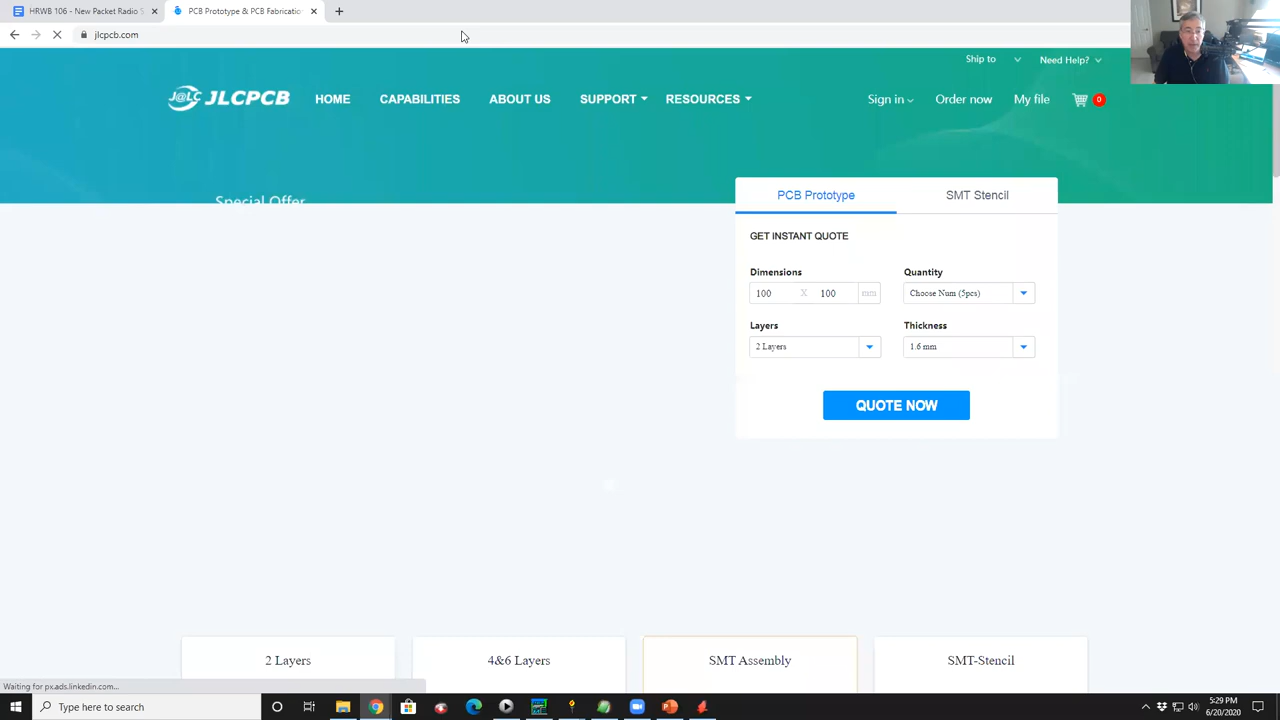 HRWB 106 - New Packet Radio S
PCB Prototype & PCB Fabrication
jlcpcb.com
Ship to
Need Help?
J@LC JLCPCB
HOME
CAPABILITIES
ABOUT US
SUPPORT
RESOURCES
Sign in
Order now
My file
0
Special Offer
PCB Prototype
SMT Stencil
GET INSTANT QUOTE
Dimensions
Quantity
100 X 100 mm
Choose Num (5pcs)
Layers
Thickness
2 Layers
1.6 mm
QUOTE NOW
2 Layers
4&6 Layers
SMT Assembly
SMT-Stencil
Waiting for px.ads.linkedin.com...
Type here to search
5:29 PM
6/20/2020